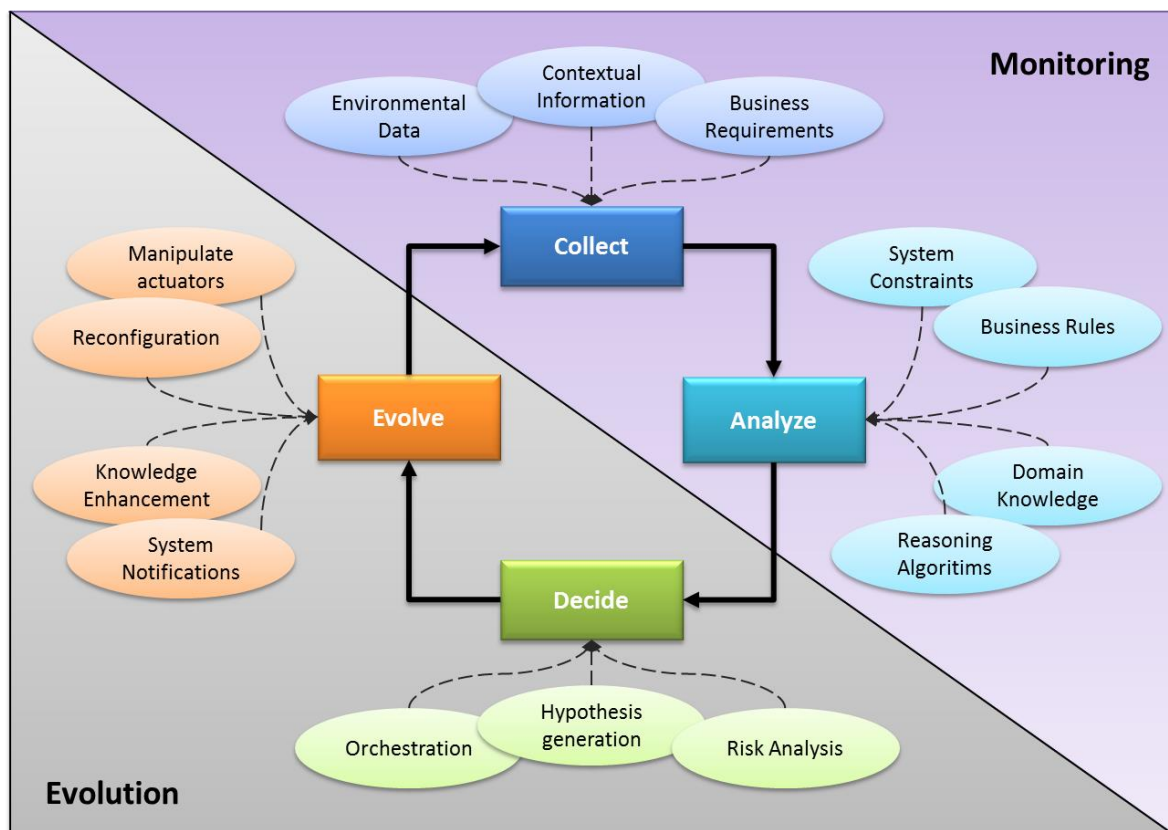 Monitoring
Contextual
Information
Environmental
Data
Business
Requirements
Collect
Manipulate
actuators
System
Constraints
Reconfiguration
Business Rules
Evolve
Analyze
Knowledge
Enhancement
Domain
Knowledge
System
Notifications
Reasoning
Algoritims
Decide
Orchestration
Hypothesis
generation
Risk Analysis
Evolution